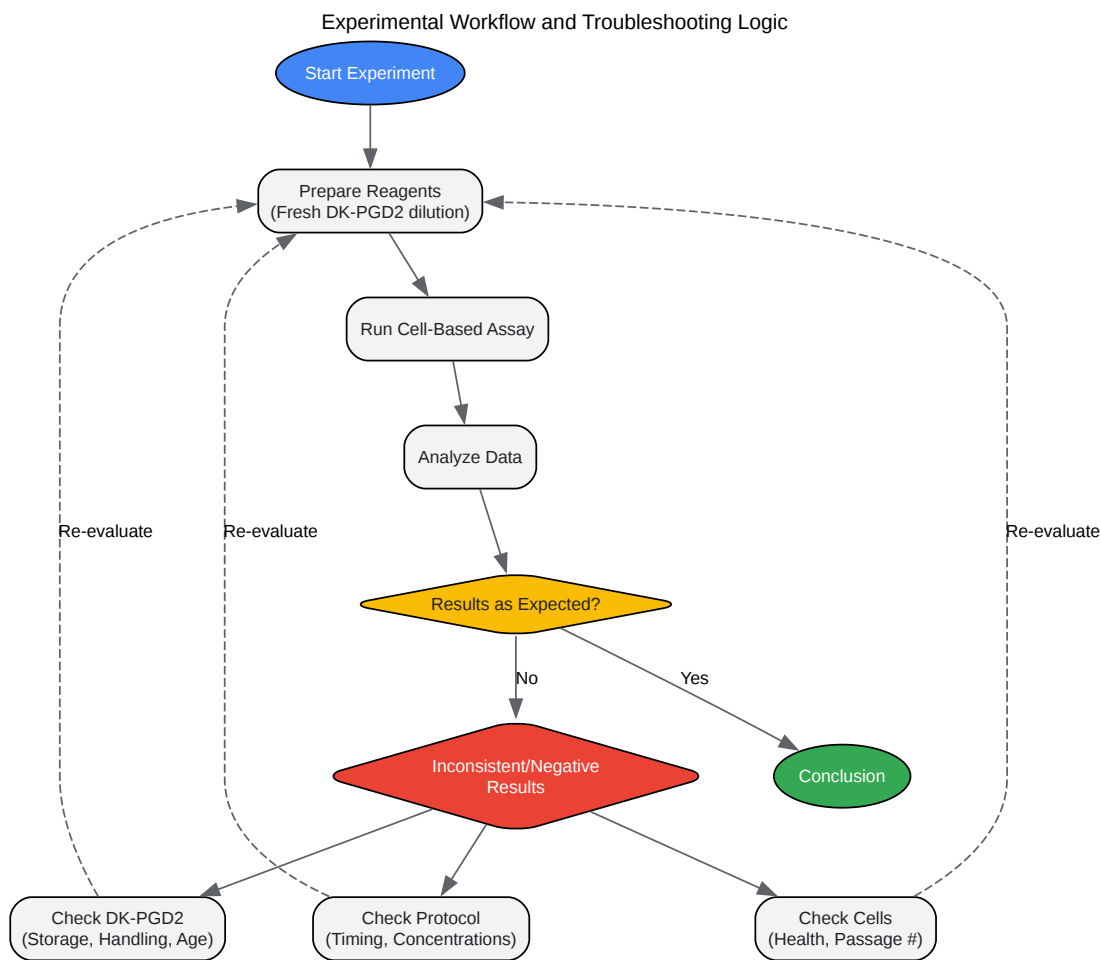 Experimental Workflow and Troubleshooting Logic
Start Experiment
Prepare Reagents
(Fresh DK-PGD2 dilution)
Run Cell-Based Assay
Analyze Data
Re-evaluate
Re-evaluate
Re-evaluate
Results as Expected?
No
Yes
Inconsistent/Negative
Results
Conclusion
Check DK-PGD2
(Storage, Handling, Age)
Check Protocol
(Timing, Concentrations)
Check Cells
(Health, Passage #)